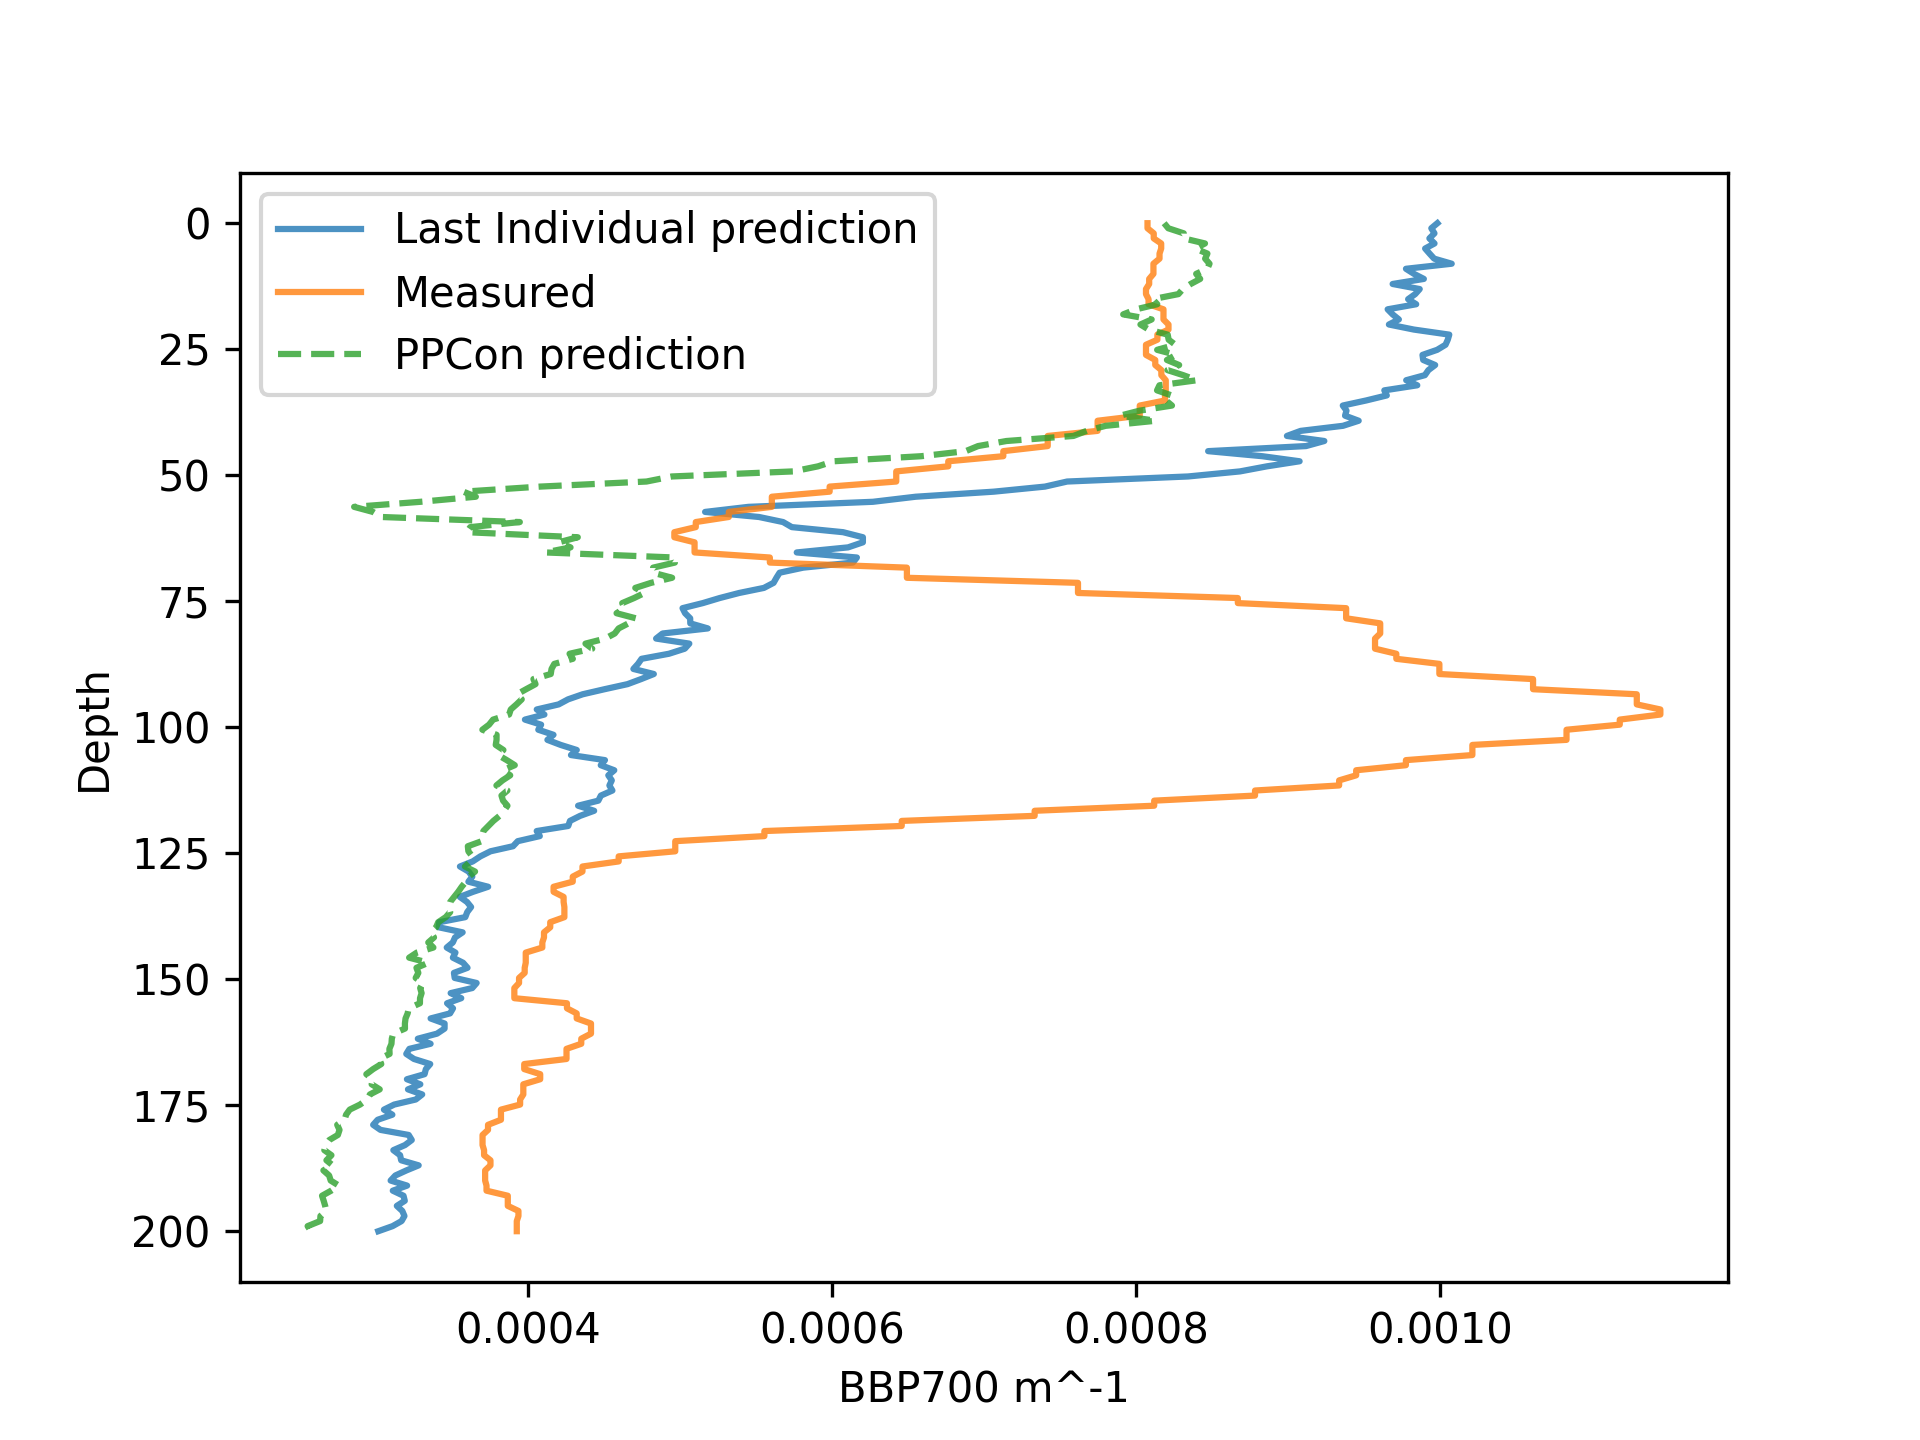 Last Individual prediction
Measured
PPCon prediction
0
25
50
75
100
125
150
175
200
Depth
0.0004 0.0006 0.0008 0.0010
BBP700 m^-1